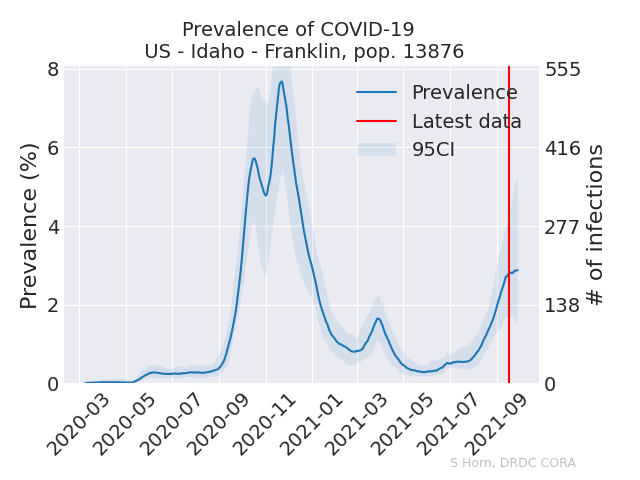 Prevalence of COVID-19
US - Idaho - Franklin, pop. 13876
Prevalence (%)
8
6
4
2
0
555
416
277
138
0
# of infections
Prevalence
Latest data
95CI
2020-03
2020-05
2020-07
2020-09
2020-11
2021-01
2021-03
2021-05
2021-07
2021-09
S Horn, DRDC CORA